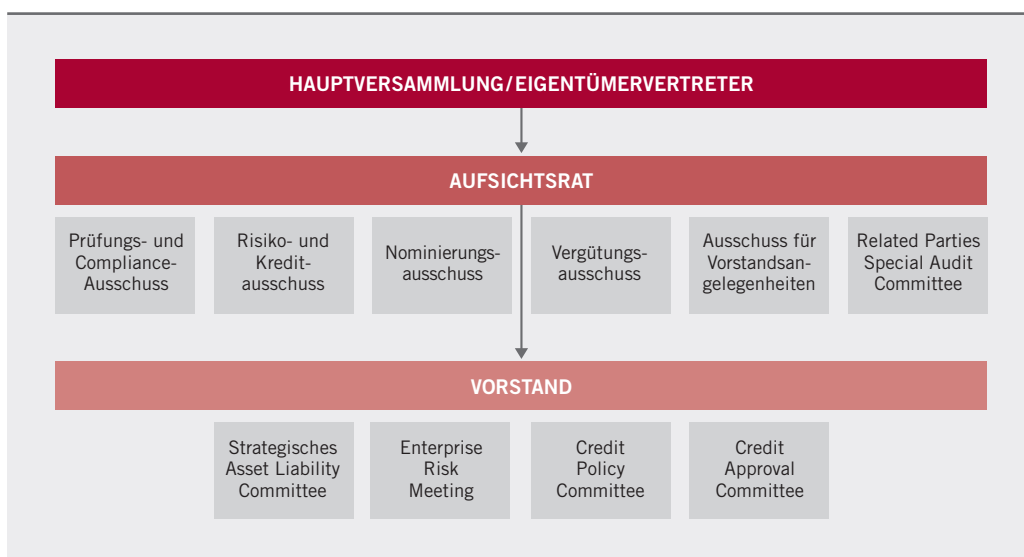 HAUPTVERSAMMLUNG/EIGENTÜMERVERTRETER
AUFSICHTSRAT
Prüfungs- und
Compliance-
Ausschuss
Risiko- und
Kredit-
ausschuss
Nominierungs-
ausschuss
Vergütungs-
ausschuss
Ausschuss für
Vorstandsan-
gelegenheiten
Related Parties
Special Audit
Committee
VORSTAND
Strategisches
Asset Liability
Committee
Enterprise
Risk
Meeting
Credit
Policy
Committee
Credit
Approval
Committee